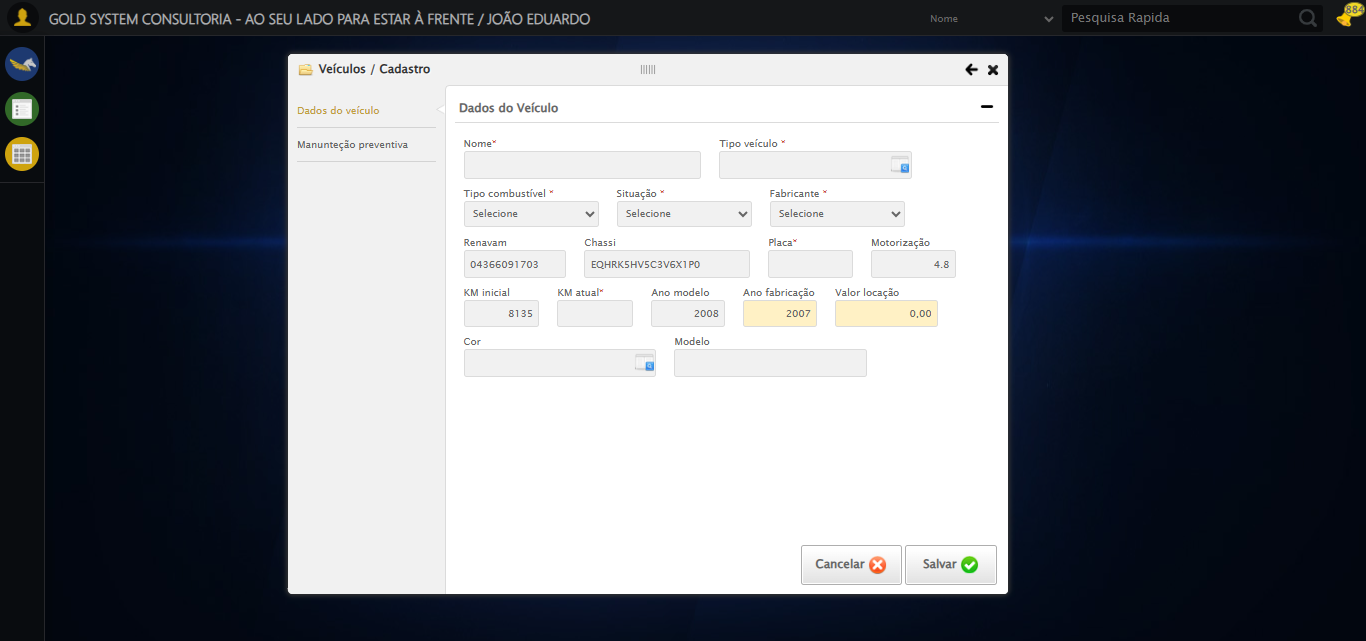 GOLD SYSTEM CONSULTORIA - AO SEU LADO PARA ESTAR À FRENTE / JOÃO EDUARDO
Nome
Pesquisa Rapida
884
Veículos / Cadastro
Dados do veículo
Manunteção preventiva
Dados do Veículo
Nome* Tipo veículo *
Tipo combustível * Situação * Fabricante *
Selecione Selecione Selecione
Renavam Chassi Placa* Motorização
04366091703 EQHRK5HV5C3V6X1P0 4.8
KM inicial KM atual* Ano modelo Ano fabricação Valor locação
8135 2008 2007 0,00
Cor Modelo
Cancelar Salvar